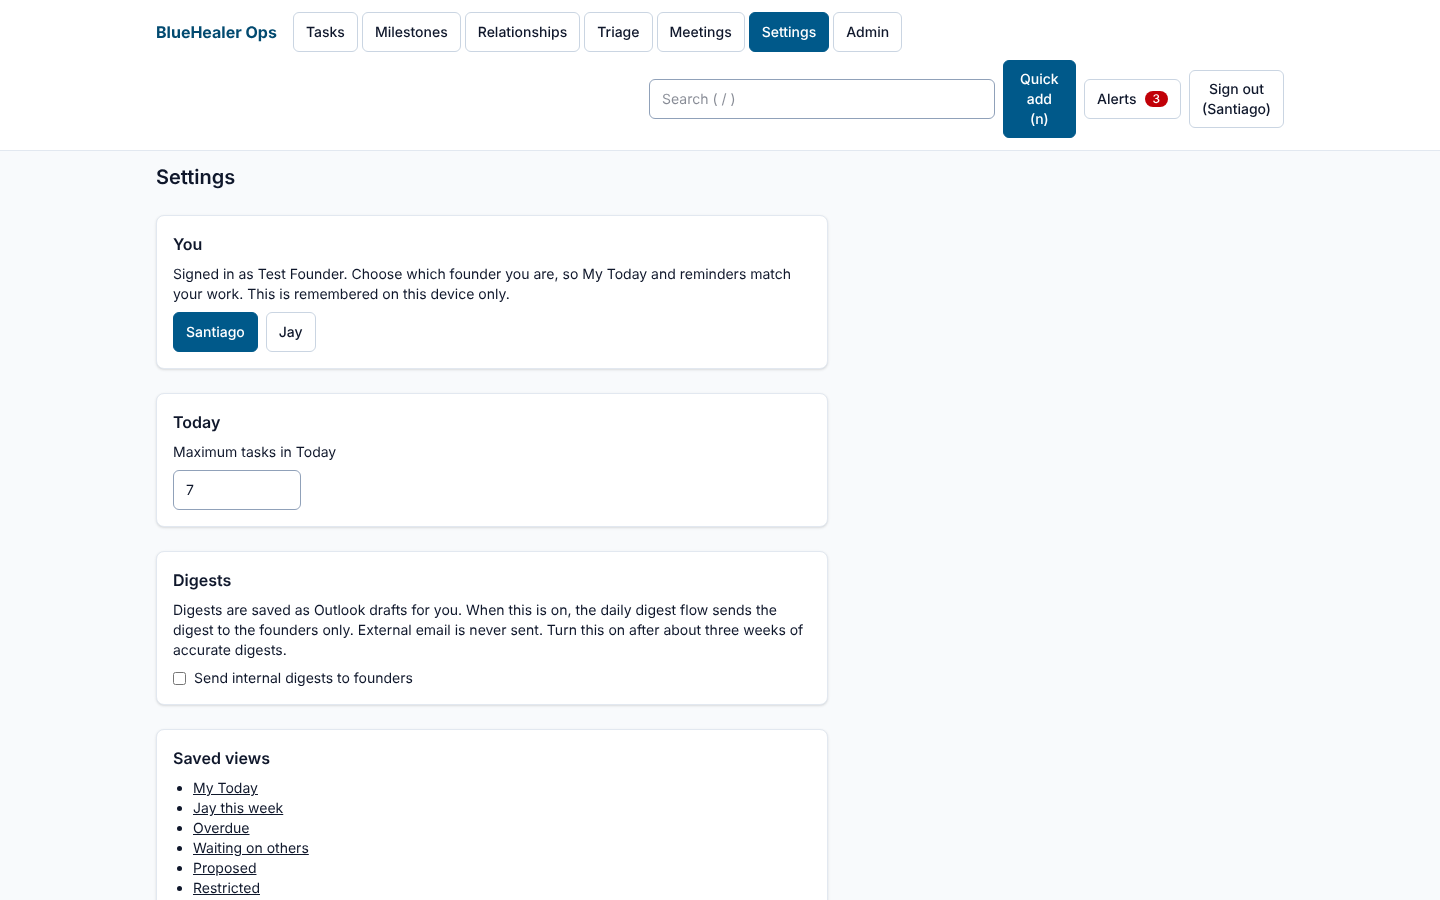 BlueHealer Ops Tasks Milestones Relationships Triage Meetings Settings Admin
Search ( / ) Quick add (n) Alerts 3 Sign out (Santiago)
Settings
You
Signed in as Test Founder. Choose which founder you are, so My Today and reminders match
your work. This is remembered on this device only.
Santiago Jay
Today
Maximum tasks in Today
7
Digests
Digests are saved as Outlook drafts for you. When this is on, the daily digest flow sends the
digest to the founders only. External email is never sent. Turn this on after about three weeks of
accurate digests.
Send internal digests to founders
Saved views
My Today
Jay this week
Overdue
Waiting on others
Proposed
Restricted